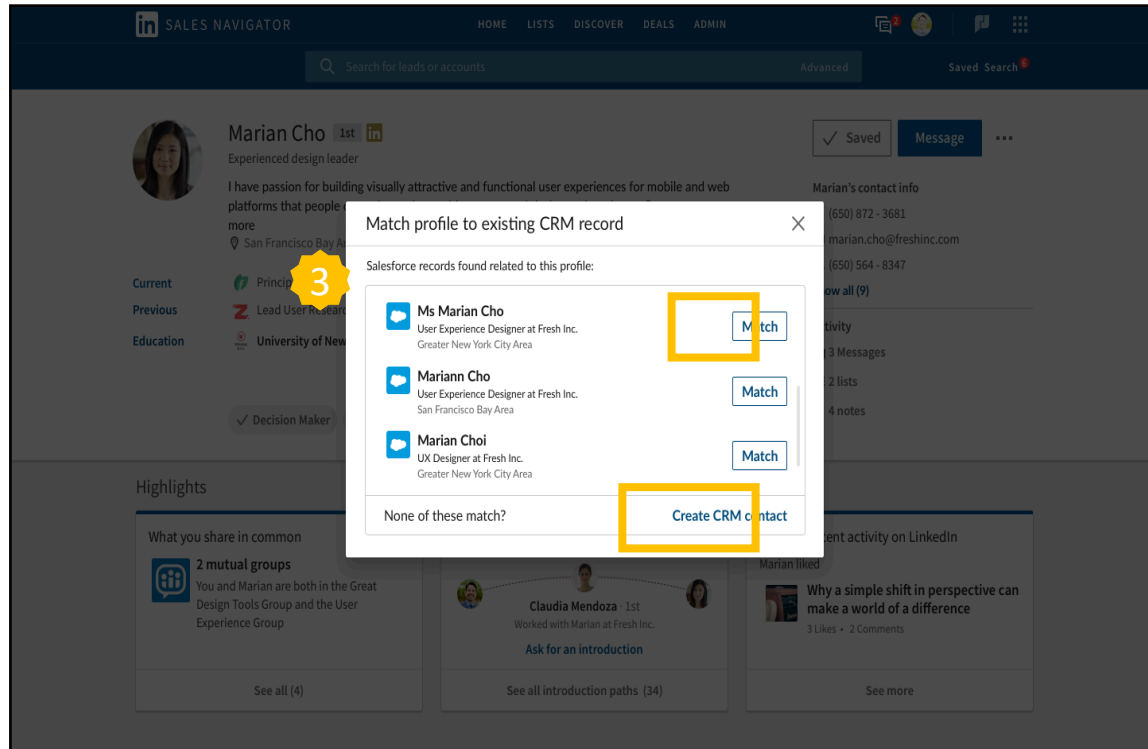 in SALES NAVIGATOR HOME LISTS DISCOVER DEALS ADMIN 2
Search for leads or accounts Advanced Saved Search 6
Marian Cho 1st in
Experienced design leader
Saved Message
I have passion for building visually attractive and functional user experiences for mobile and web
platforms that people
more
San Francisco Bay
Marian's contact info
(650) 872 - 3681
marian.cho@freshinc.com
(650) 564 - 8347
(9)
Current
Previous Lead User
Education University of New
3 Messages
2 lists
4 notes
Decision Maker
Match profile to existing CRM record
3
Salesforce records found related to this profile:
Ms Marian Cho
User Experience Designer at Fresh Inc.
Greater New York City Area
Match
Mariann Cho
User Experience Designer at Fresh Inc.
San Francisco Bay Area
Match
Marian Choi
UX Designer at Fresh Inc.
Greater New York City Area
Match
None of these match? Create CRM contact
Highlights
What you share in common
2 mutual groups
You and Marian are both in the Great
Design Tools Group and the User
Experience Group
See all (4)
Claudia Mendoza · 1st
Worked with Marian at Fresh Inc.
Ask for an introduction
See all introduction paths (34)
activity on LinkedIn
Marian liked
Why a simple shift in perspective can
make a world of a difference
3 Likes • 2 Comments
See more